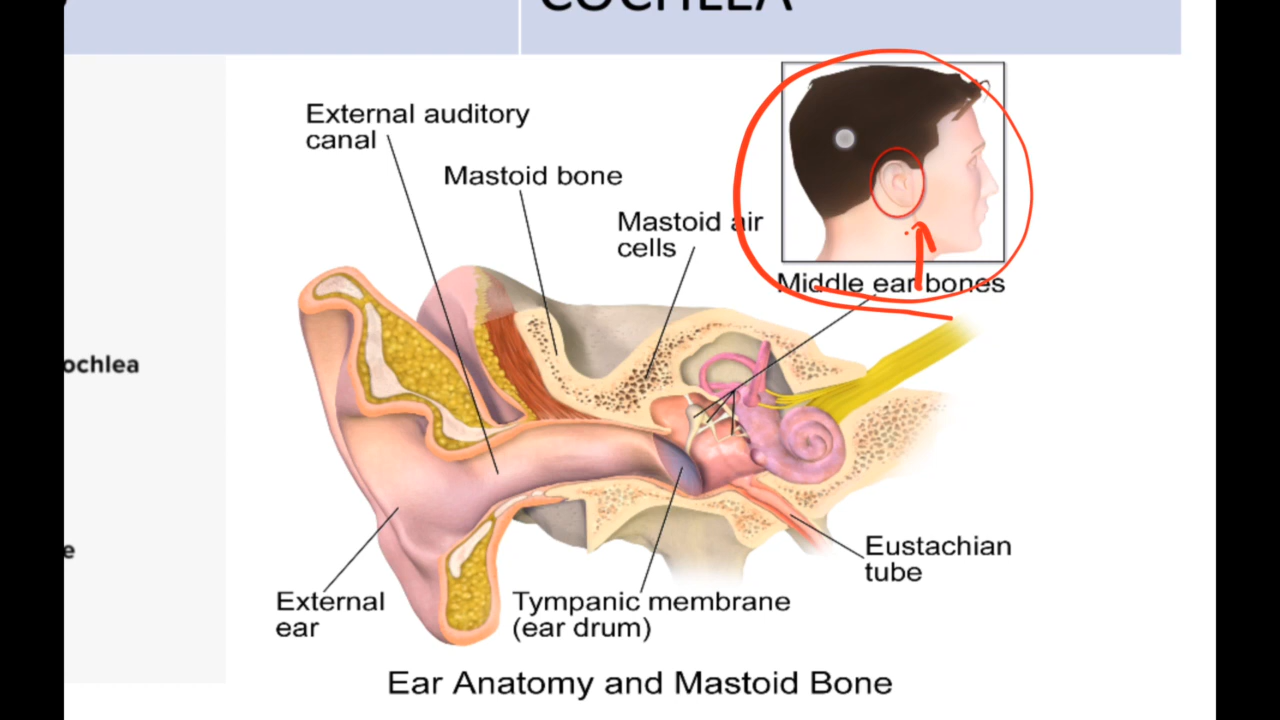 COCHLEA
External auditory
canal
Mastoid bone
Mastoid air
cells
Middle ear bones
ochlea
e
Eustachian
tube
External
ear
Tympanic membrane
(ear drum)
Ear Anatomy and Mastoid Bone